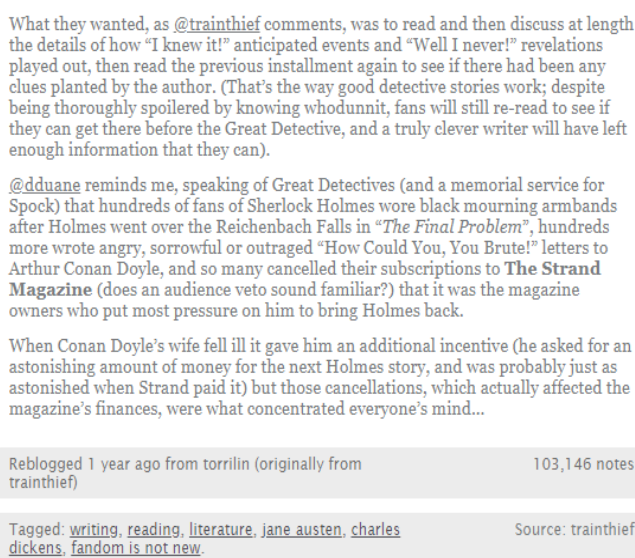 What they wanted, as @trainthief comments, was to read and then discuss at length
the details of how “I knew it!” anticipated events and “Well I never!” revelations
played out, then read the previous installment again to see if there had been any
clues planted by the author. (That’s the way good detective stories work; despite
being thoroughly spoilered by knowing whodunnit, fans will still re-read to see if
they can get there before the Great Detective, and a truly clever writer will have left
enough information that they can).
@dduane reminds me, speaking of Great Detectives (and a memorial service for
Spock) that hundreds of fans of Sherlock Holmes wore black mourning armbands
after Holmes went over the Reichenbach Falls in “The Final Problem”, hundreds
more wrote angry, sorrowful or outraged “How Could You, You Brute!” letters to
Arthur Conan Doyle, and so many cancelled their subscriptions to The Strand
Magazine (does an audience veto sound familiar?) that it was the magazine
owners who put most pressure on him to bring Holmes back.
When Conan Doyle’s wife fell ill it gave him an additional incentive (he asked for an
astonishing amount of money for the next Holmes story, and was probably just as
astonished when Strand paid it) but those cancellations, which actually affected the
magazine’s finances, were what concentrated everyone’s mind...
Reblogged 1 year ago from torrilin (originally from
trainthief)
103,146 notes
Tagged: writing, reading, literature, jane austen, charles
dickens, fandom is not new.
Source: trainthief